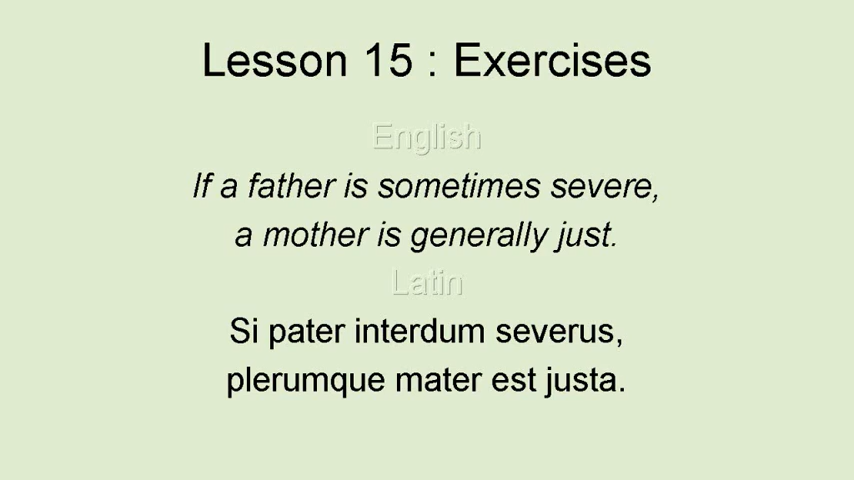 Lesson 15 : Exercises
English
If a father is sometimes severe,
a mother is generally just.
Latin
Si pater interdum severus,
plerumque mater est justa.